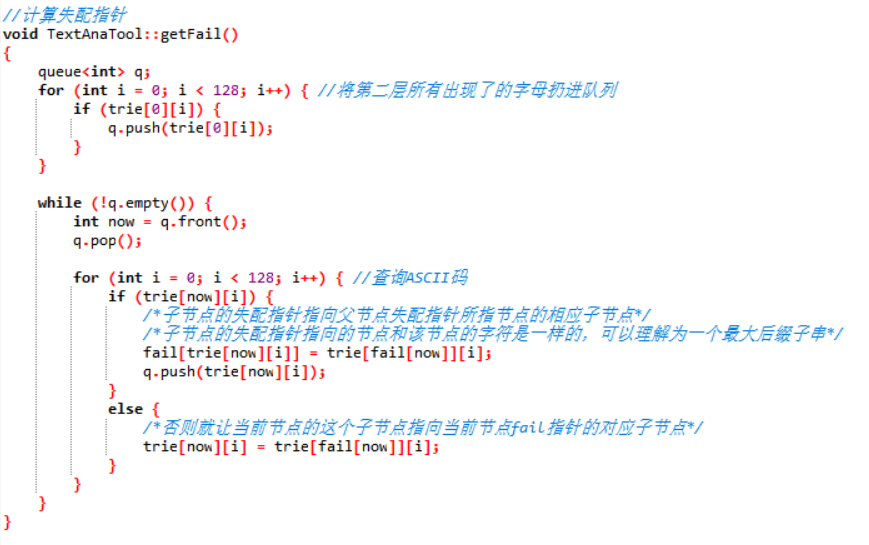 //计算失配指针
void TextAnaTool::getFail()
{
    queue<int> q;
    for (int i = 0; i < 128; i++) { //将第二层所有出现了的字母扔进队列
        if (trie[0][i]) {
            q.push(trie[0][i]);
        }
    }

    while (!q.empty()) {
        int now = q.front();
        q.pop();

        for (int i = 0; i < 128; i++) { //查询ASCII码
            if (trie[now][i]) {
                /*子节点的失配指针指向父节点失配指针所指节点的相应子节点*/
                /*子节点的失配指针指向的节点和该节点的字符是一样的，可以理解为一个最大后缀子串*/
                fail[trie[now][i]] = trie[fail[now]][i];
                q.push(trie[now][i]);
            }
            else {
                /*否则就让当前节点的这个子节点指向当前节点fail指针的对应子节点*/
                trie[now][i] = trie[fail[now]][i];
            }
        }
    }
}